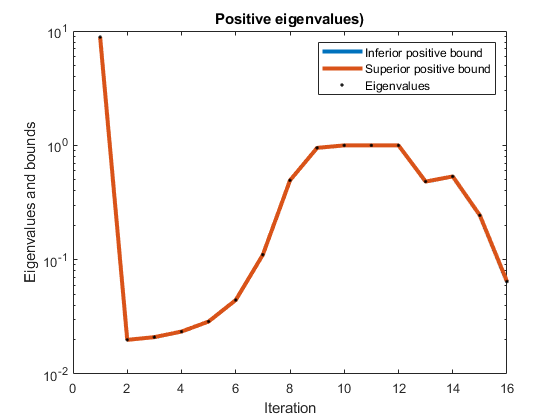 Positive eigenvalues)
Inferior positive bound
Superior positive bound
Eigenvalues
Eigenvalues and bounds
10^1
10^0
10^-1
10^-2
0 2 4 6 8 10 12 14 16
Iteration